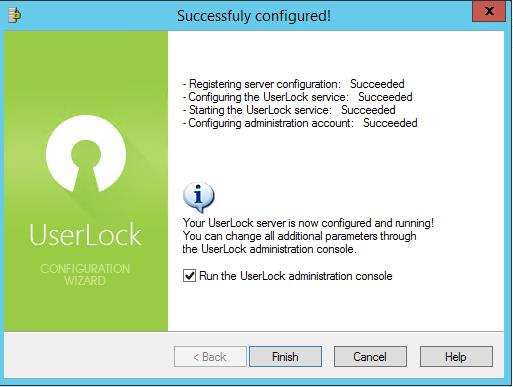 Successfuly configured!
x
- Registering server configuration: Succeeded
- Configuring the UserLock service: Succeeded
- Starting the UserLock service: Succeeded
- Configuring administration account: Succeeded
i
Your UserLock server is now configured and running!
You can change all additional parameters through
the UserLock administration console.
Run the UserLock administration console
UserLock
CONFIGURATION
WIZARD
< Back
Finish
Cancel
Help